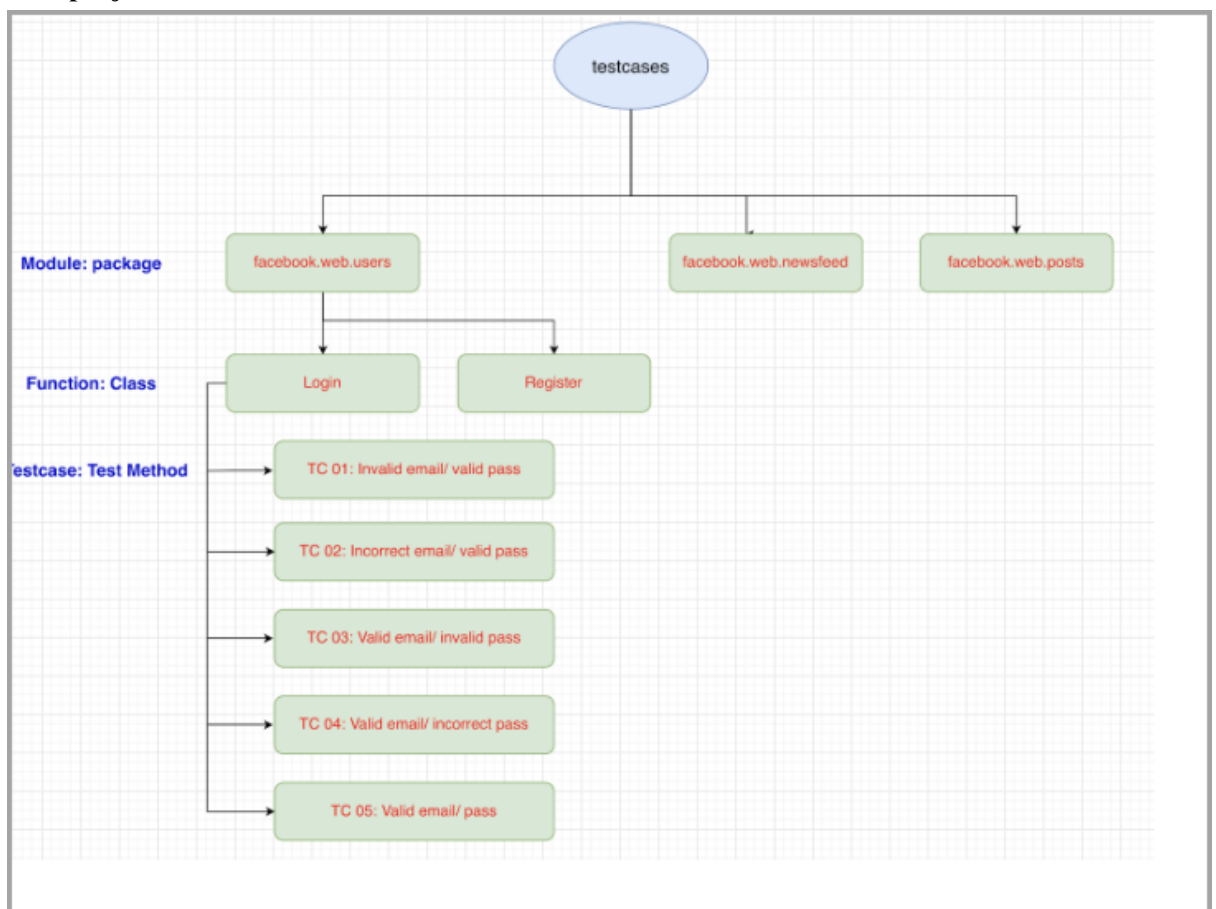 testcases
Module: package
facebook.web.users
facebook.web.newsfeed
facebook.web.posts
Function: Class
Login
Register
estcase: Test Method
TC 01: Invalid email/ valid pass
TC 02: Incorrect email/ valid pass
TC 03: Valid email/ invalid pass
TC 04: Valid email/ incorrect pass
TC 05: Valid email/ pass